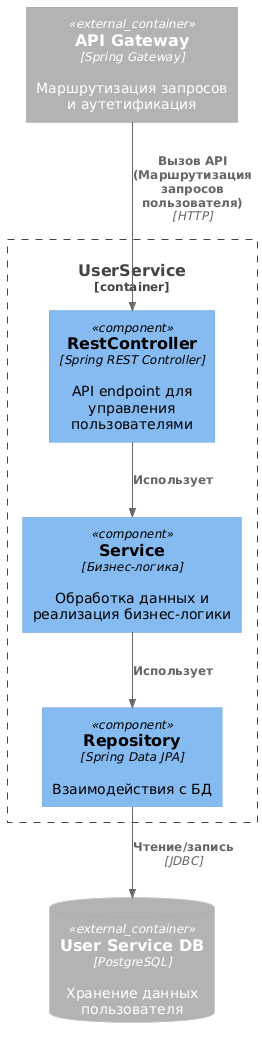 «external_container»
API Gateway
[Spring Gateway]
Маршрутизация запросов
и аутетификация
Вызов API
(Маршрутизация
запросов
пользователя)
[HTTP]
UserService
[container]
«component»
RestController
[Spring REST Controller]
API endpoint для
управления
пользователями
Использует
«component»
Service
[Бизнес-логика]
Обработка данных и
реализация бизнес-логики
Использует
«component»
Repository
[Spring Data JPA]
Взаимодействия с БД
Чтение/запись
[JDBC]
«external_container»
User Service DB
[PostgreSQL]
Хранение данных
пользователя